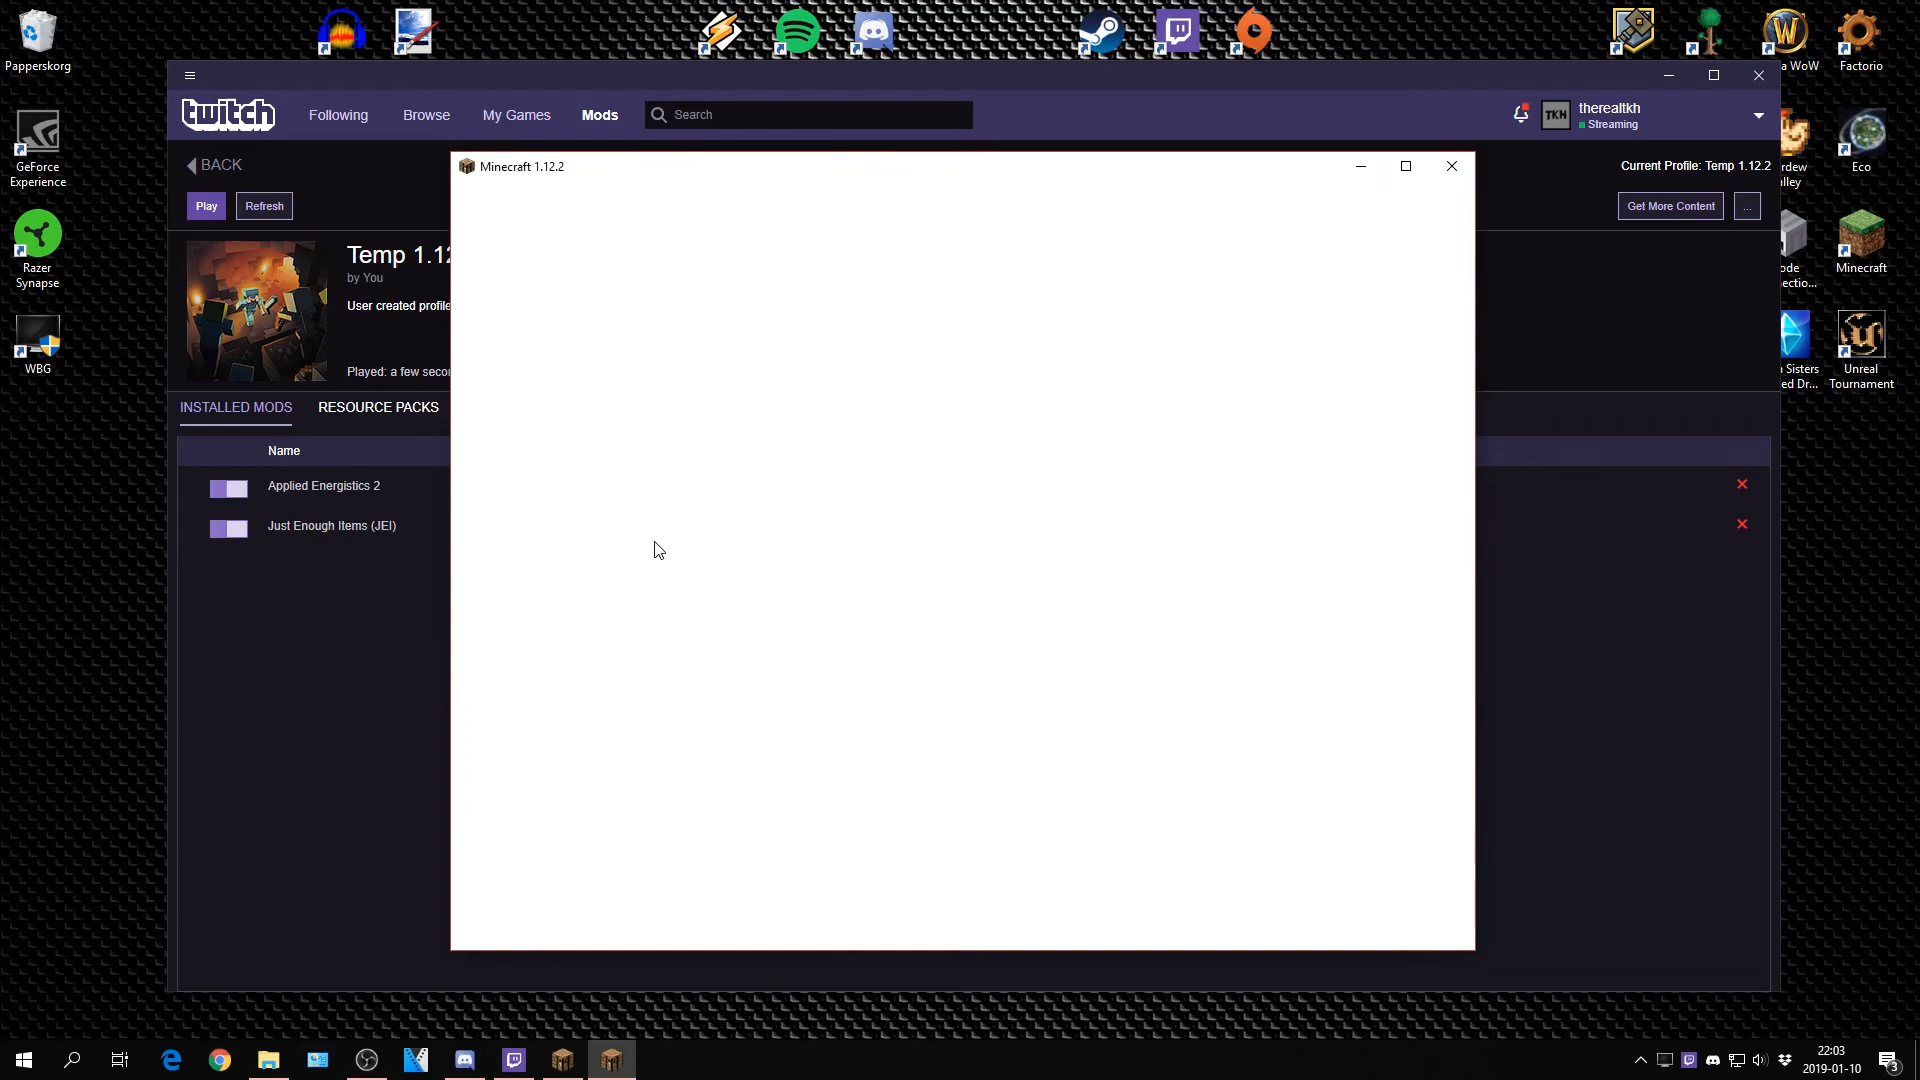 Papperskorg
a WoW
Factorio
twitch
Following
Browse
My Games
Mods
Search
TKH
therealtkh
Streaming
BACK
Minecraft 1.12.2
Current Profile: Temp 1.12.2
Play
Refresh
Get More Content
...
GeForce
Experience
rdew
lley
Eco
Temp 1.12
by You
User created profile
Played: a few secon
Razer
Synapse
ode
ectio...
Minecraft
WBG
n Sisters
ed Dr...
Unreal
Tournament
INSTALLED MODS
RESOURCE PACKS
Name
Applied Energistics 2
Just Enough Items (JEI)
22:03
2019-01-10
3